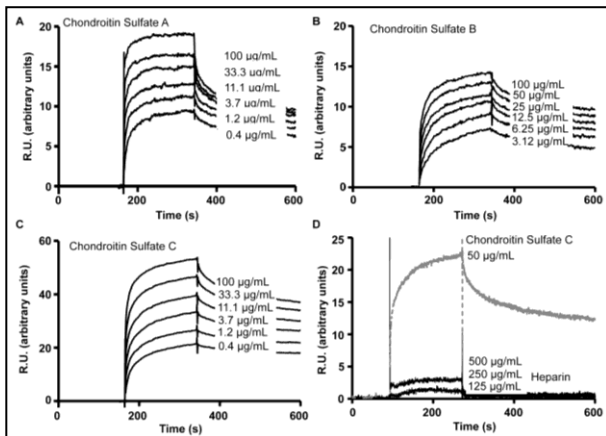 A
Chondroitin Sulfate A
R.U. (arbitrary units)
20
15
10
5
0
100 µg/mL
33.3 µg/mL
11.1 µg/mL
3.7 µg/mL
1.2 µg/mL
0.4 µg/mL
0 200 400 600
Time (s)
B
Chondroitin Sulfate B
R.U. (arbitrary units)
20
15
10
5
0
100 µg/mL
50 µg/mL
25 µg/mL
12.5 µg/mL
6.25 µg/mL
3.12 µg/mL
0 200 400 600
Time (s)
C
Chondroitin Sulfate C
R.U. (arbitrary units)
60
40
20
0
100 µg/mL
33.3 µg/mL
11.1 µg/mL
3.7 µg/mL
1.2 µg/mL
0.4 µg/mL
0 200 400 600
Time (s)
D
Chondroitin Sulfate C
50 µg/mL
R.U. (arbitrary units)
25
20
15
10
5
0
500 µg/mL
250 µg/mL Heparin
125 µg/mL
0 200 400 600
Time (s)